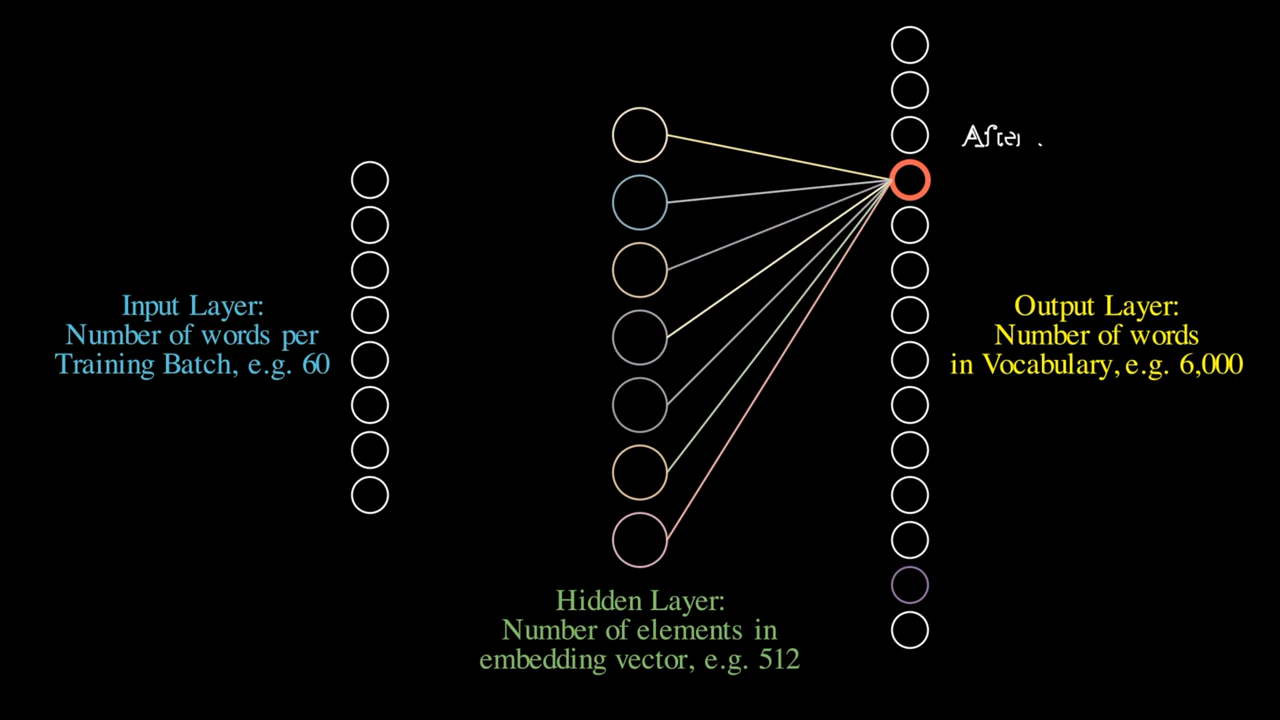 Input Layer:
Number of words per
Training Batch, e.g. 60
Output Layer:
Number of words
in Vocabulary, e.g. 6,000
Hidden Layer:
Number of elements in
embedding vector, e.g. 512